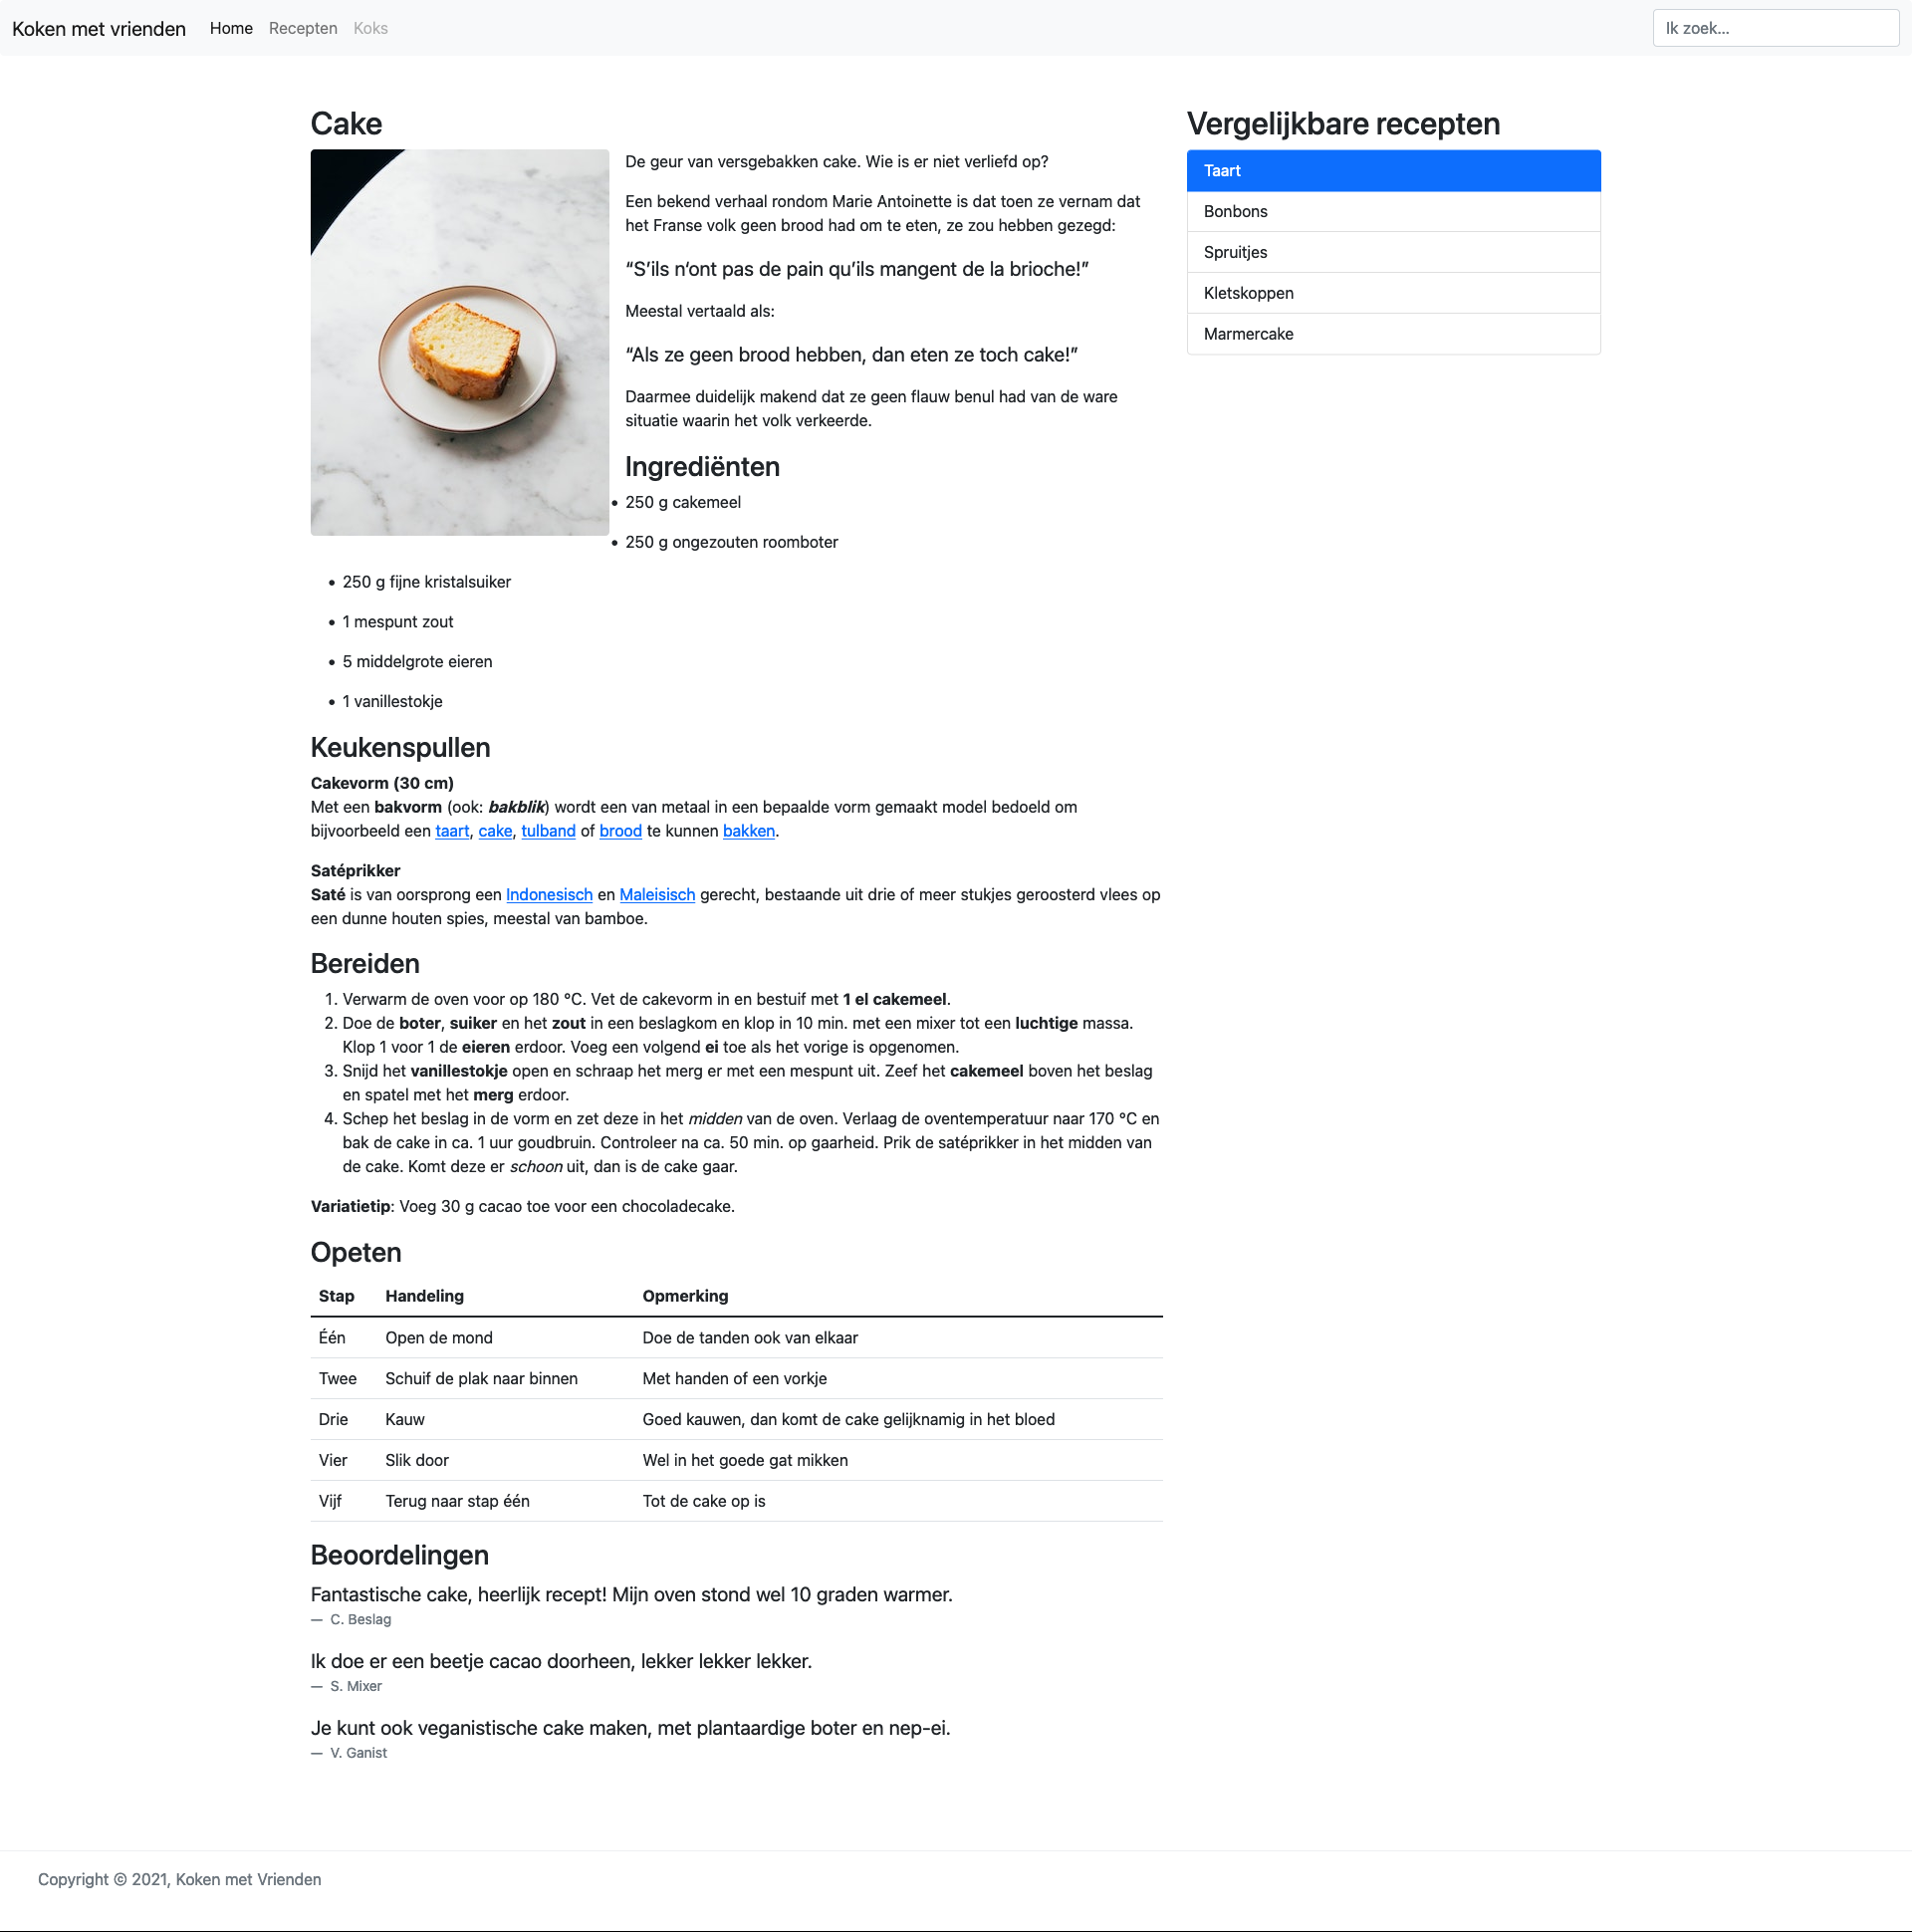 Koken met vrienden Home Recepten Koks Ik zoek...
Cake
De geur van versgebakken cake. Wie is er niet verliefd op?
Een bekend verhaal rondom Marie Antoinette is dat toen ze vernam dat
het Franse volk geen brood had om te eten, ze zou hebben gezegd:
“S’ils n’ont pas de pain qu’ils mangent de la brioche!”
Meestal vertaald als:
“Als ze geen brood hebben, dan eten ze toch cake!”
Daarmee duidelijk makend dat ze geen flauw benul had van de ware
situatie waarin het volk verkeerde.
Ingrediënten
• 250 g cakemeel
• 250 g ongezouten roomboter
• 250 g fijne kristalsuiker
• 1 mespunt zout
• 5 middelgrote eieren
• 1 vanillestokje
Keukenspullen
Cakevorm (30 cm)
Met een bakvorm (ook: bakblik) wordt een van metaal in een bepaalde vorm gemaakt model bedoeld om
bijvoorbeeld een taart, cake, tulband of brood te kunnen bakken.
Satéprikker
Saté is van oorsprong een Indonesisch en Maleisisch gerecht, bestaande uit drie of meer stukjes geroosterd vlees op
een dunne houten spies, meestal van bamboe.
Bereiden
1. Verwarm de oven voor op 180 °C. Vet de cakevorm in en bestuif met 1 el cakemeel.
2. Doe de boter, suiker en het zout in een beslagkom en klop in 10 min. met een mixer tot een luchtige massa.
Klop 1 voor 1 de eieren erdoor. Voeg een volgend ei toe als het vorige is opgenomen.
3. Snijd het vanillestokje open en schraap het merg er met een mespunt uit. Zeef het cakemeel boven het beslag
en spatel met het merg erdoor.
4. Schep het beslag in de vorm en zet deze in het midden van de oven. Verlaag de oventemperatuur naar 170 °C en
bak de cake in ca. 1 uur goudbruin. Controleer na ca. 50 min. op gaarheid. Prik de satéprikker in het midden van
de cake. Komt deze er schoon uit, dan is de cake gaar.
Variatietip: Voeg 30 g cacao toe voor een chocoladecake.
Opeten
Stap Handeling Opmerking
Één Open de mond Doe de tanden ook van elkaar
Twee Schuif de plak naar binnen Met handen of een vorkje
Drie Kauw Goed kauwen, dan komt de cake gelijknamig in het bloed
Vier Slik door Wel in het goede gat mikken
Vijf Terug naar stap één Tot de cake op is
Beoordelingen
Fantastische cake, heerlijk recept! Mijn oven stond wel 10 graden warmer.
— C. Beslag
Ik doe er een beetje cacao doorheen, lekker lekker lekker.
— S. Mixer
Je kunt ook veganistische cake maken, met plantaardige boter en nep-ei.
— V. Ganist
Vergelijkbare recepten
Taart
Bonbons
Spruitjes
Kletskoppen
Marmercake
Copyright © 2021, Koken met Vrienden